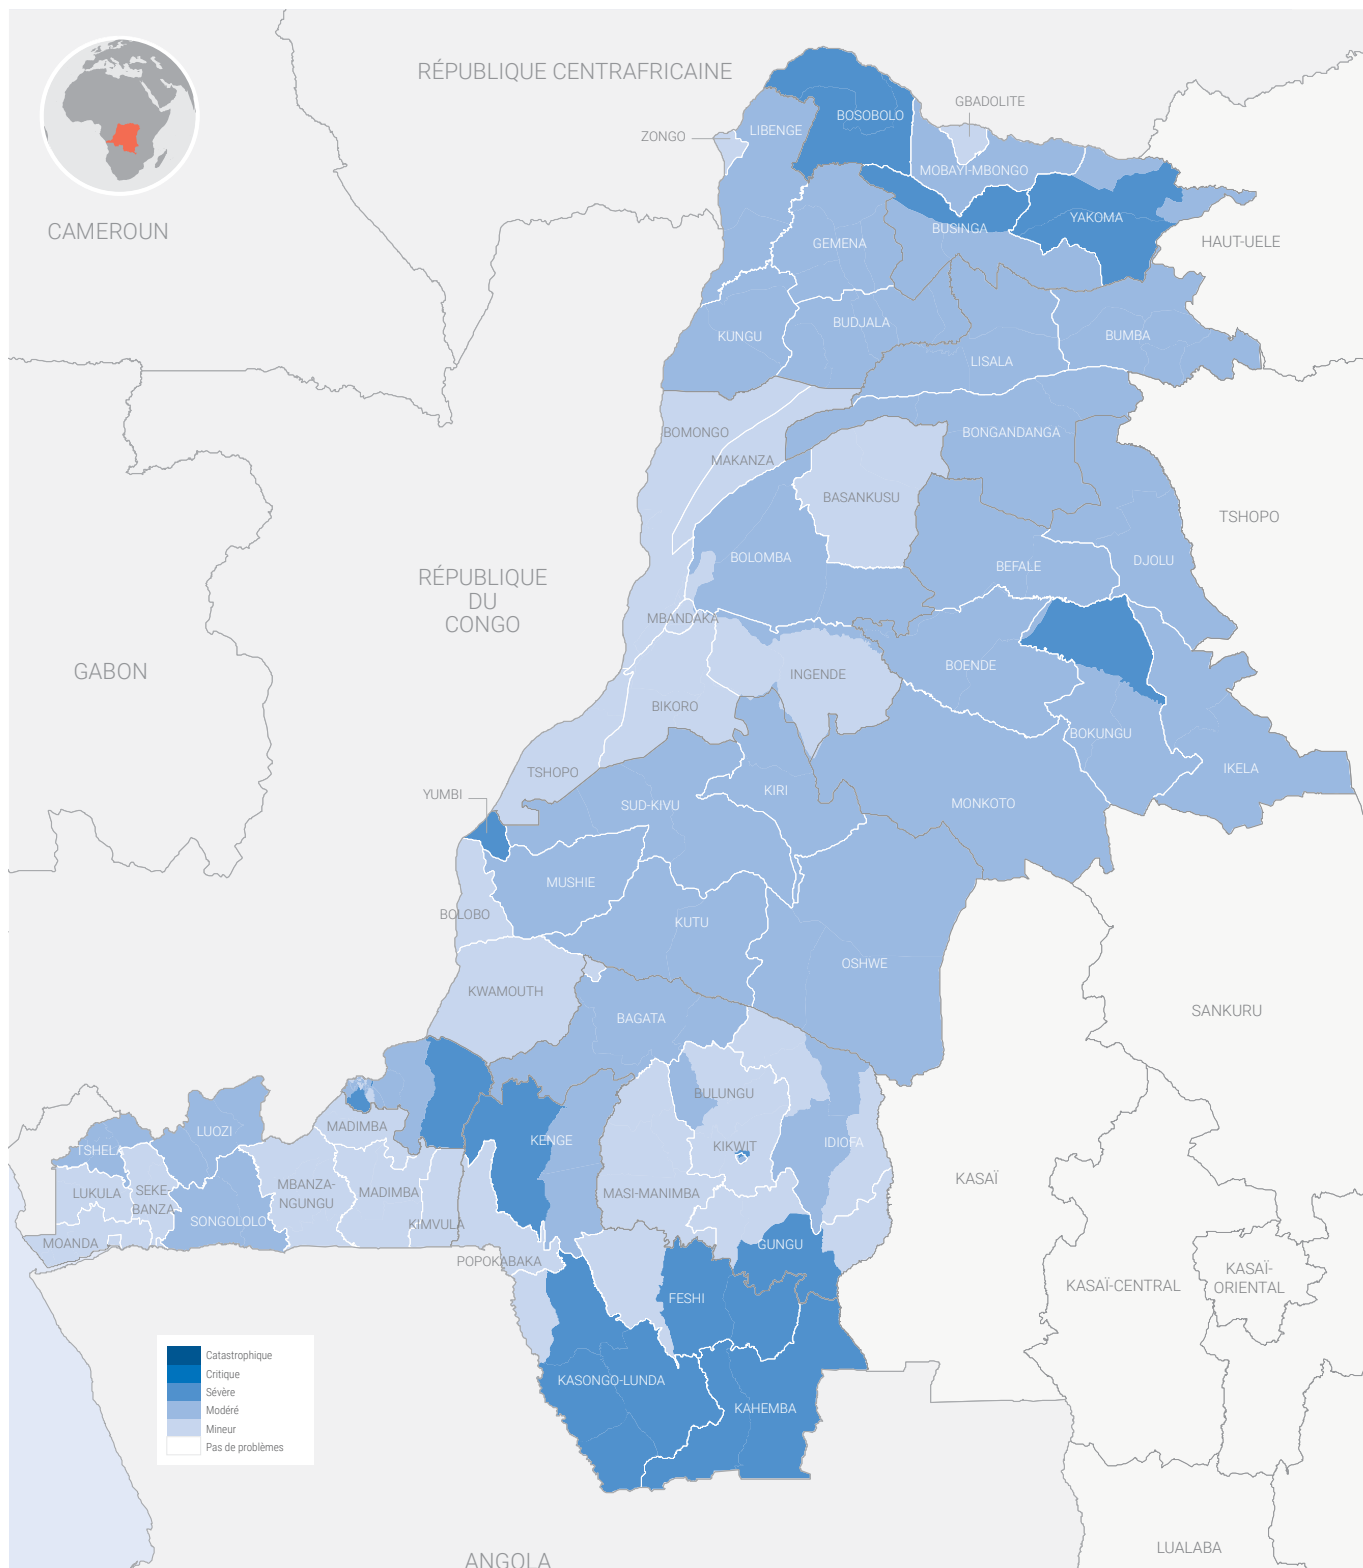 RÉPUBLIQUE CENTRAFRICAINE
GBADOLITE
BOSOBOLO
LIBENGE
ZONGO
MOBAYI-MBONGO
YAKOMA
CAMEROUN
BUSINGA
GEMENA
HAUT-UELE
BUDJALA
KUNGU
BUMBA
LISALA
BOMONGO
BONGANDANGA
MAKANZA
BASANKUSU
TSHOPO
BOLOMBA
DJOLU
BEFALE
RÉPUBLIQUE
DU
CONGO
MBANDAKA
GABON
BOENDE
INGENDE
BIKORO
BOKUNGU
TSHOPO
IKELA
YUMBI
KIRI
SUD-KIVU
MONKOTO
MUSHIE
BOLOBO
KUTU
OSHWE
KWAMOUTH
SANKURU
BAGATA
BULUNGU
MADIMBA
LUOZI
KENGE
IDIOFA
KIKWIT
TSHELA
KASAÏ
MBANZA-
NGUNGU
SEKE-
BANZA
LUKULA
MADIMBA
MASI-MANIMBA
SONGOLOLO
KIMVULA
MOANDA
GUNGU
POPOKABAKA
KASAÏ-
ORIENTAL
KASAÏ-CENTRAL
FESHI
Catastrophique
Critique
Sévère
Modéré
Mineur
Pas de problèmes
KASONGO-LUNDA
KAHEMBA
LUALABA
ANGOLA